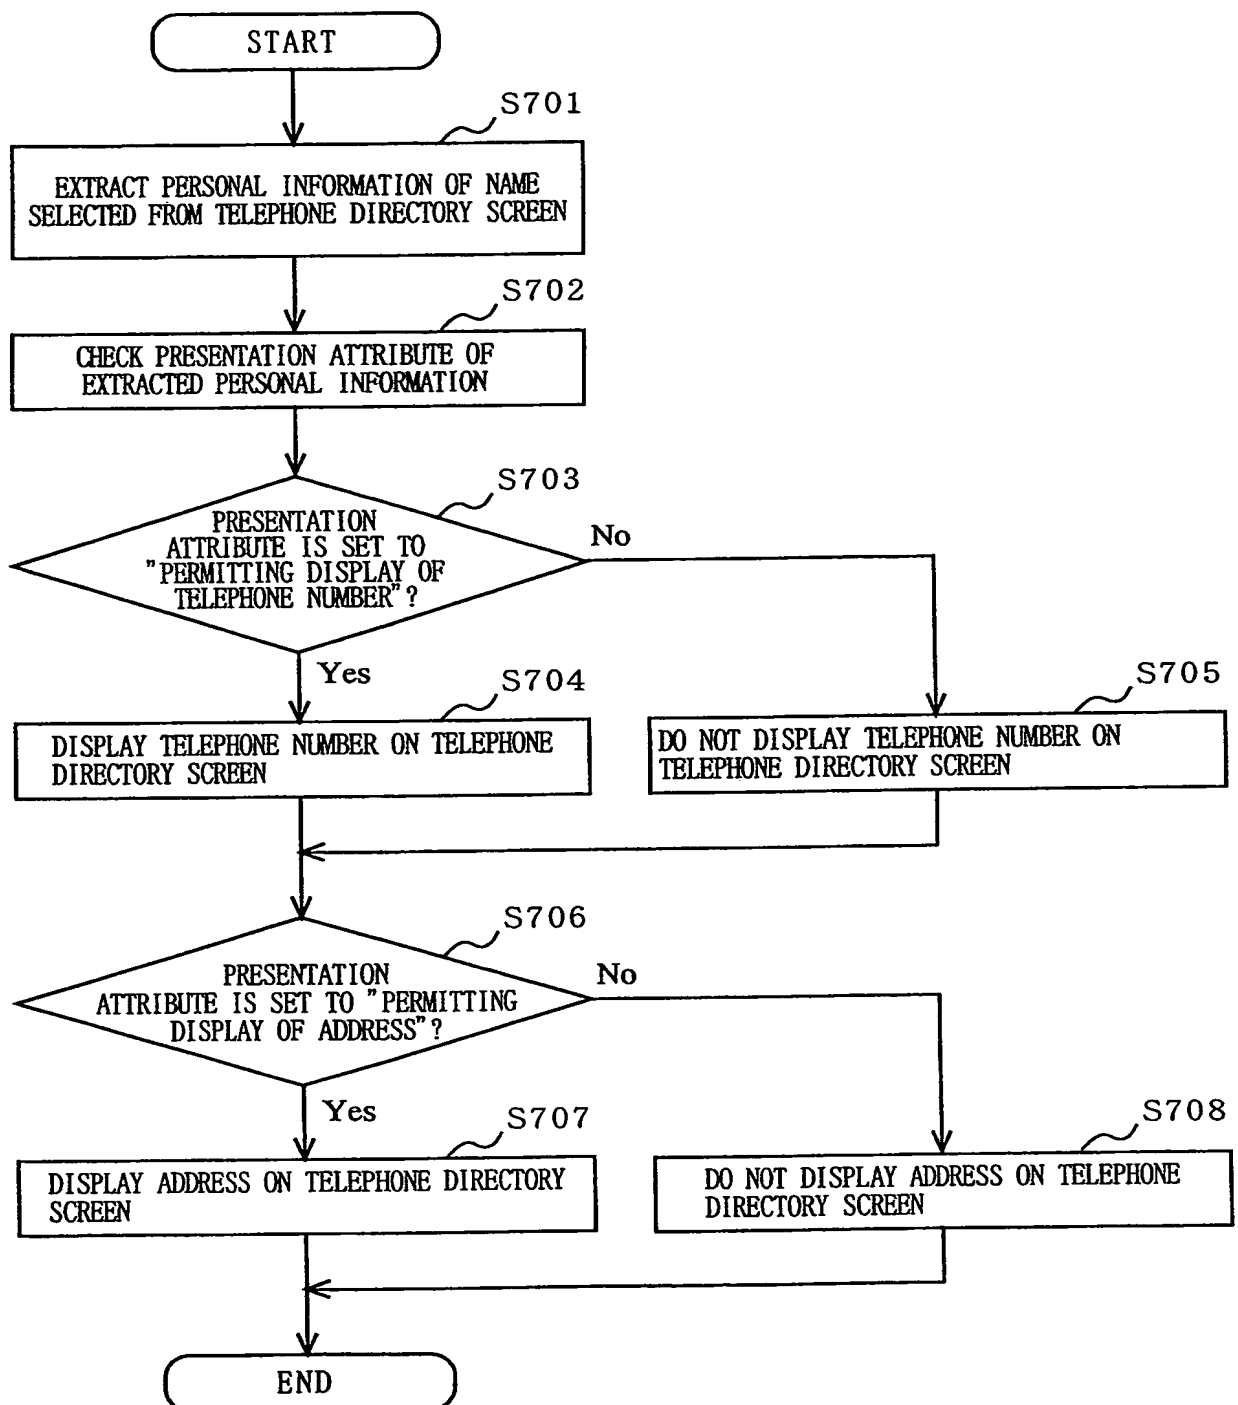 START
S701
EXTRACT PERSONAL INFORMATION OF NAME
SELECTED FROM TELEPHONE DIRECTORY SCREEN
S702
CHECK PRESENTATION ATTRIBUTE OF
EXTRACTED PERSONAL INFORMATION
S703
PRESENTATION
ATTRIBUTE IS SET TO
"PERMITTING DISPLAY OF
TELEPHONE NUMBER"?
No
Yes
S704
DISPLAY TELEPHONE NUMBER ON TELEPHONE
DIRECTORY SCREEN
S705
DO NOT DISPLAY TELEPHONE NUMBER ON
TELEPHONE DIRECTORY SCREEN
S706
PRESENTATION
ATTRIBUTE IS SET TO "PERMITTING
DISPLAY OF ADDRESS"?
No
Yes
S707
DISPLAY ADDRESS ON TELEPHONE DIRECTORY
SCREEN
S708
DO NOT DISPLAY ADDRESS ON TELEPHONE
DIRECTORY SCREEN
END